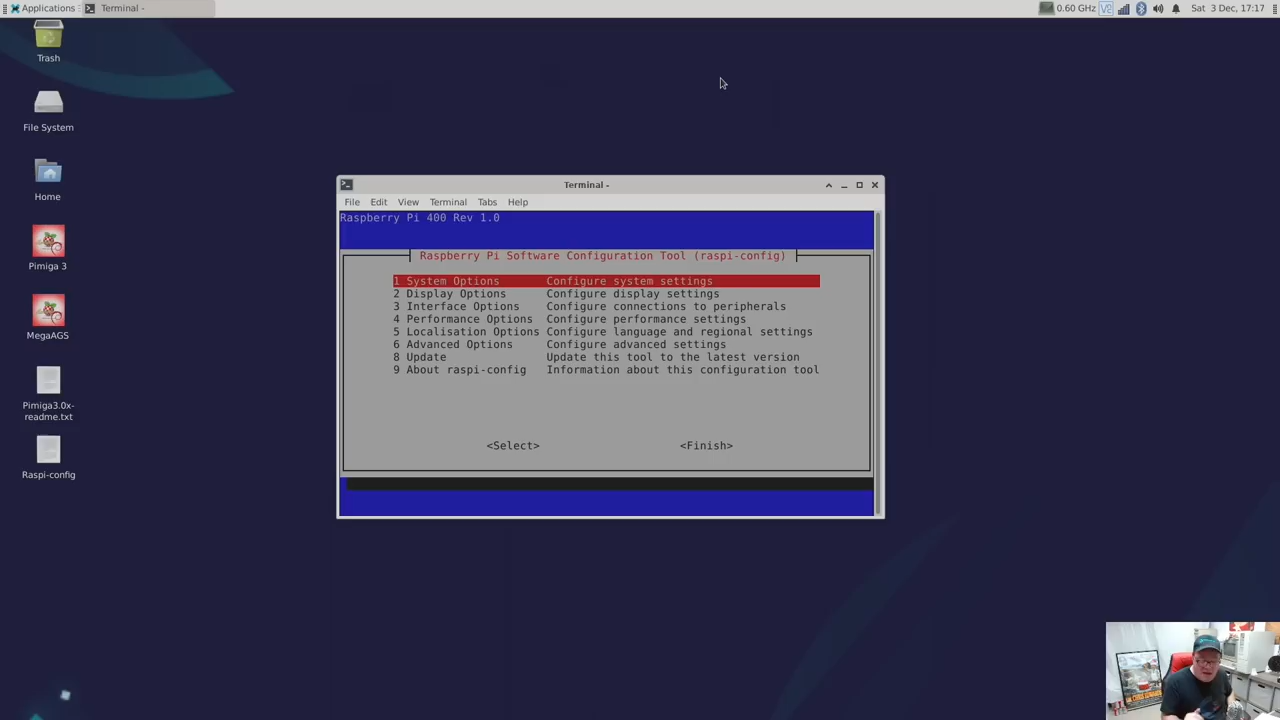 Applications
Terminal -
0.60 GHz
V2
Sat 3 Dec, 17:17
Trash
File System
Home
Pimiga 3
MegaAGS
Pimiga3.0x-
readme.txt
Raspi-config
Terminal -
File Edit View Terminal Tabs Help
Raspberry Pi 400 Rev 1.0
Raspberry Pi Software Configuration Tool (raspi-config)
1 System Options Configure system settings
2 Display Options Configure display settings
3 Interface Options Configure connections to peripherals
4 Performance Options Configure performance settings
5 Localisation Options Configure language and regional settings
6 Advanced Options Configure advanced settings
8 Update Update this tool to the latest version
9 About raspi-config Information about this configuration tool
<Select> <Finish>